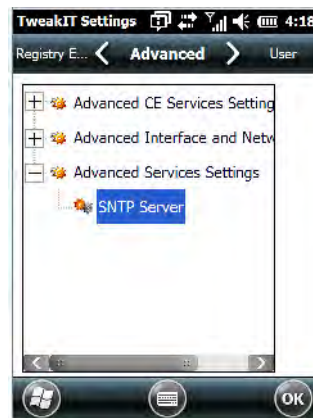 TweakIT Settings 4:18
Registry E... Advanced User
Advanced CE Services Setting
Advanced Interface and Netw
Advanced Services Settings
SNTP Server
OK